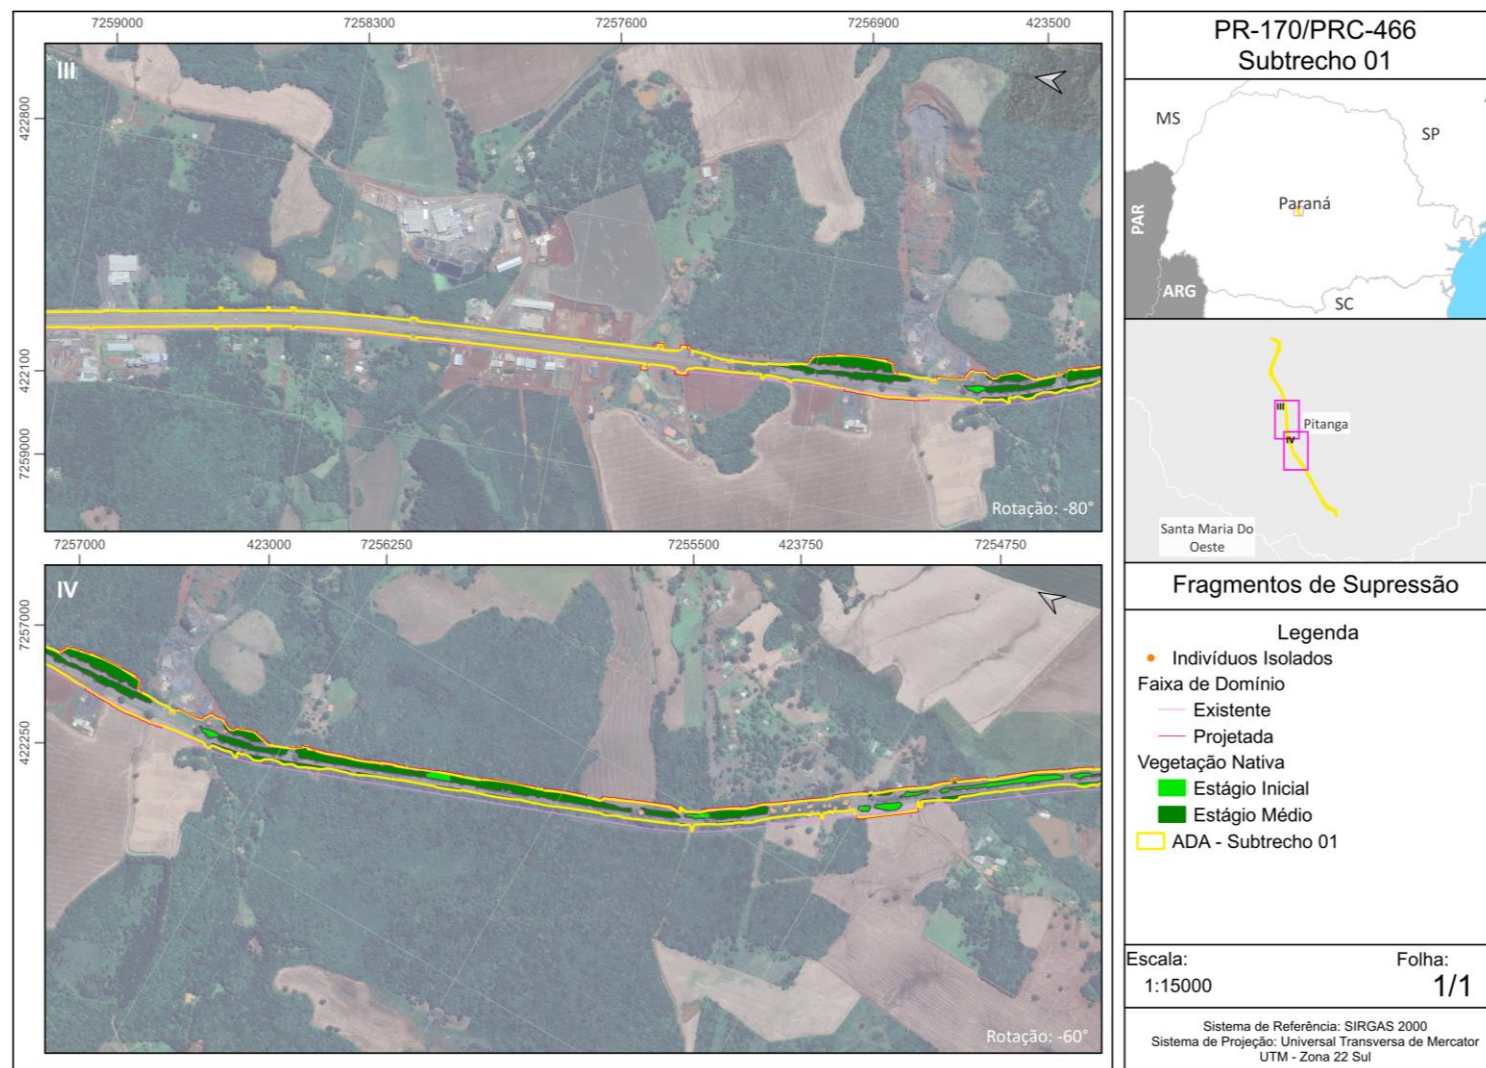 7259000 7258300 7257600 7256900 423500
III
422800
422100
7259000
Rotação: -80°
7257000 423000 7256250 7255500 423750 7254750
IV
7257000
422250
Rotação: -60°
PR-170/PRC-466
Subtrecho 01
MS
SP
Paraná
PAR
ARG
SC
III
Pitanga
IV
Santa Maria Do
Oeste
Fragmentos de Supressão
Legenda
Indivíduos Isolados
Faixa de Domínio
Existente
Projetada
Vegetação Nativa
Estágio Inicial
Estágio Médio
ADA - Subtrecho 01
Escala:
1:15000
Folha:
1/1
Sistema de Referência: SIRGAS 2000
Sistema de Projeção: Universal Transversa de Mercator
UTM - Zona 22 Sul